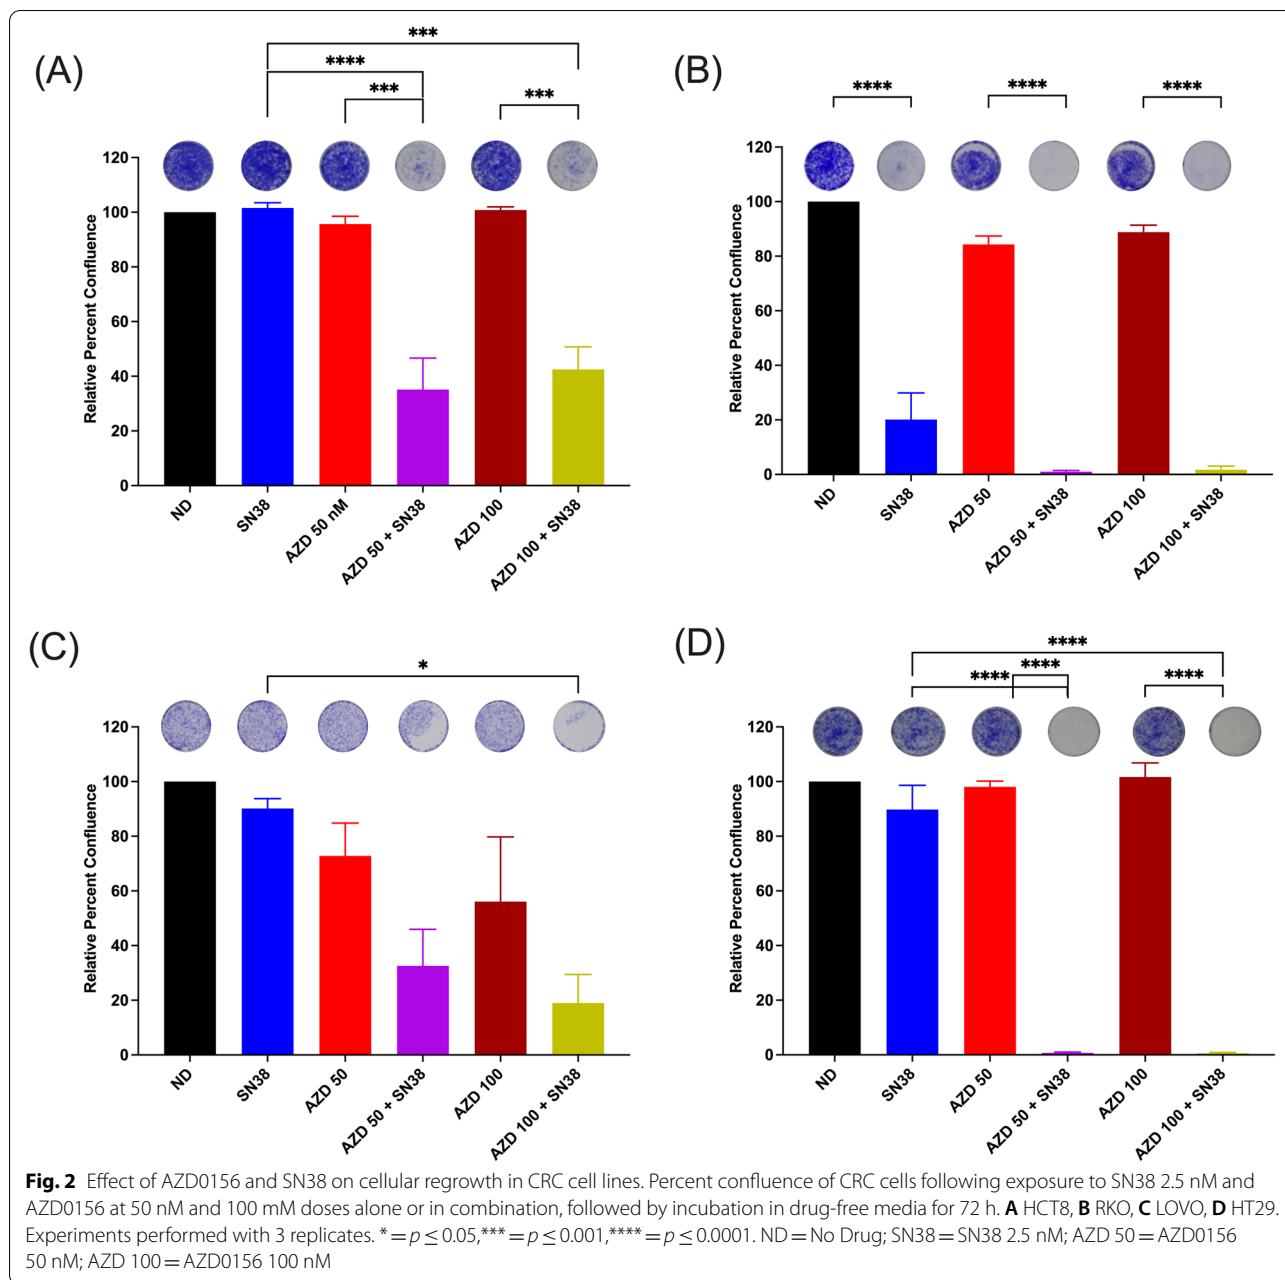 (A)
***
****
***
***
120
100
80
60
40
20
0
Relative Percent Confluence
ND
SN38
AZD 50 nM
AZD 50 + SN38
AZD 100
AZD 100 + SN38
(B)
****
****
****
120
100
80
60
40
20
0
Relative Percent Confluence
ND
SN38
AZD 50
AZD 50 + SN38
AZD 100
AZD 100 + SN38
(C)
*
120
100
80
60
40
20
0
Relative Percent Confluence
ND
SN38
AZD 50
AZD 50 + SN38
AZD 100
AZD 100 + SN38
(D)
****
****
****
****
120
100
80
60
40
20
0
Relative Percent Confluence
ND
SN38
AZD 50
AZD 50 + SN38
AZD 100
AZD 100 + SN38
Fig. 2 Effect of AZD0156 and SN38 on cellular regrowth in CRC cell lines. Percent confluence of CRC cells following exposure to SN38 2.5 nM and
AZD0156 at 50 nM and 100 mM doses alone or in combination, followed by incubation in drug-free media for 72 h. A HCT8, B RKO, C LOVO, D HT29.
Experiments performed with 3 replicates. * = p ≤ 0.05,*** = p ≤ 0.001,**** = p ≤ 0.0001. ND = No Drug; SN38 = SN38 2.5 nM; AZD 50 = AZD0156
50 nM; AZD 100 = AZD0156 100 nM